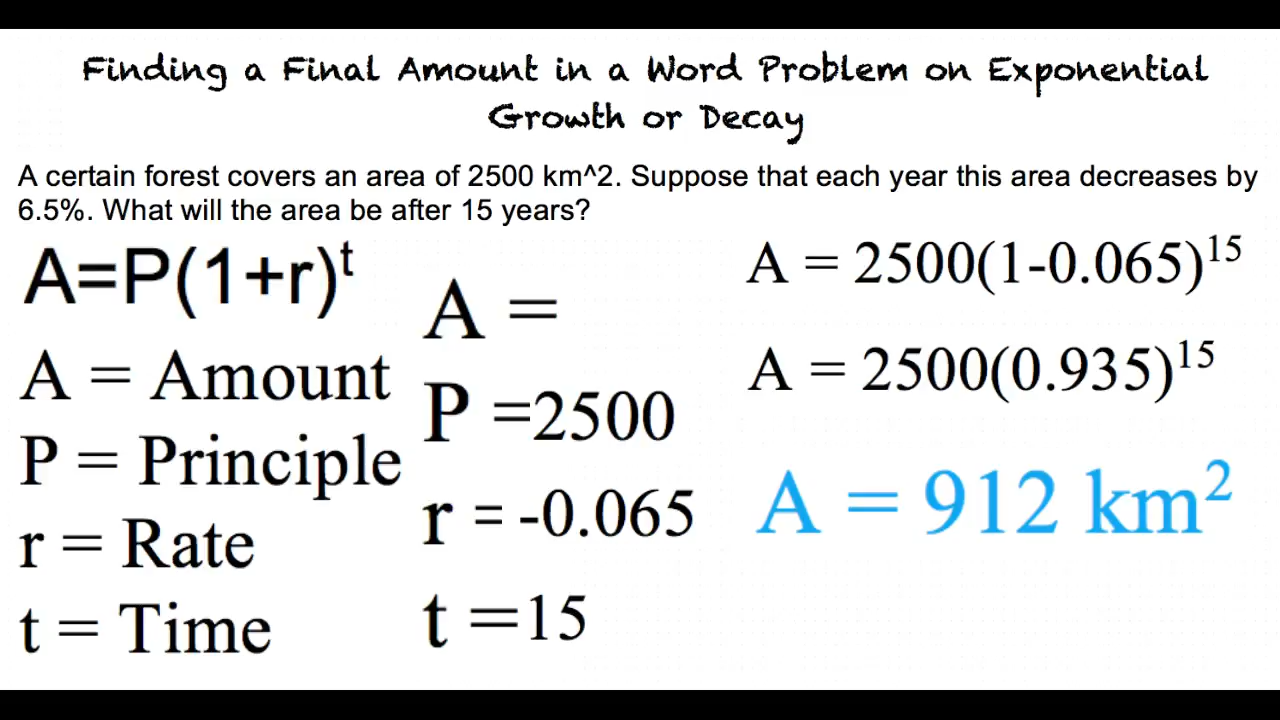 Finding a Final Amount in a Word Problem on Exponential
Growth or Decay
A certain forest covers an area of 2500 km^2. Suppose that each year this area decreases by
6.5%. What will the area be after 15 years?
A=P(1+r)ᵗ
A = Amount
P = Principle
r = Rate
t = Time
A =
P =2500
r = -0.065
t =15
A = 2500(1-0.065)¹⁵
A = 2500(0.935)¹⁵
A = 912 km²